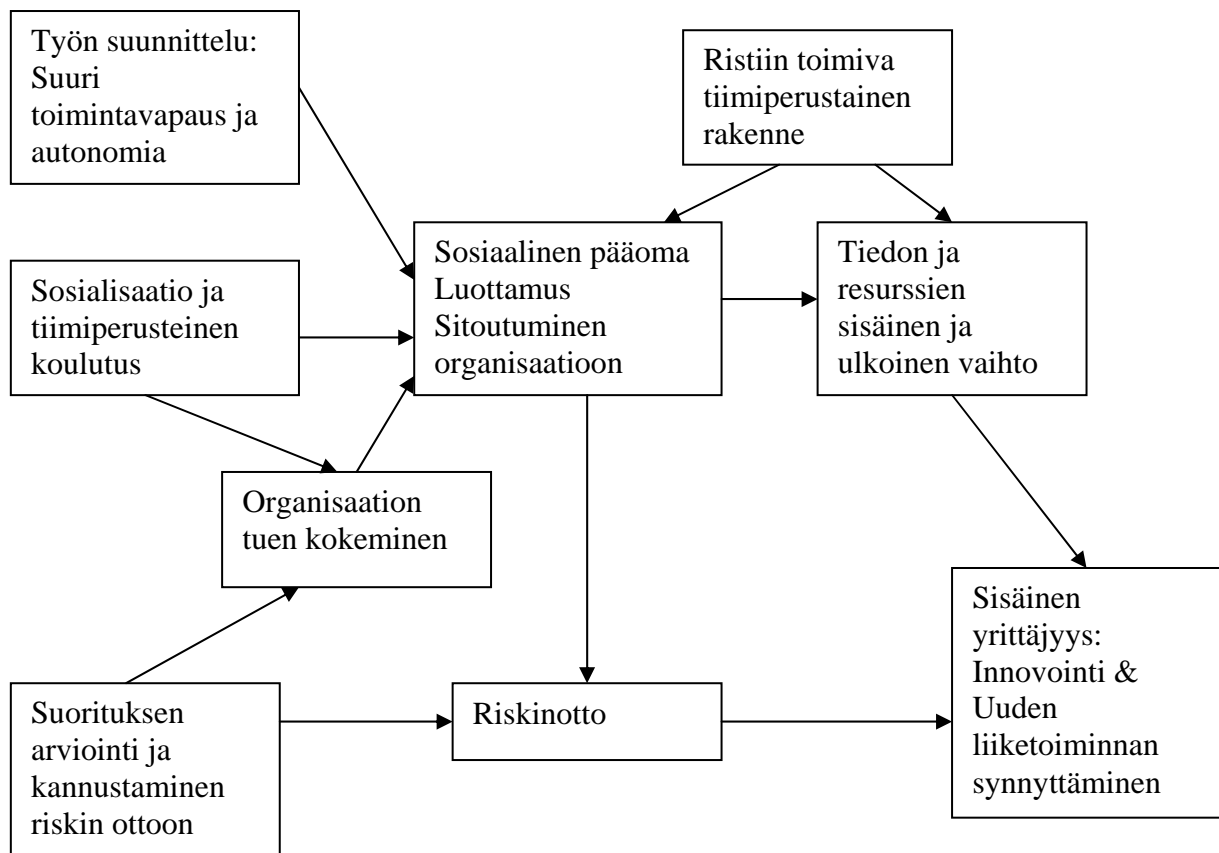 Työn suunnittelu:
Suuri
toimintavapaus ja
autonomia
Ristiin toimiva
tiimiperustainen
rakenne
Sosialisaatio ja
tiimiperusteinen
koulutus
Sosiaalinen pääoma
Luottamus
Sitoutuminen
organisaatioon
Tiedon ja
resurssien
sisäinen ja
ulkoinen vaihto
Organisaation
tuen kokeminen
Suorituksen
arviointi ja
kannustaminen
riskin ottoon
Riskinotto
Sisäinen
yrittäjyys:
Innovointi &
Uuden
liiketoiminnan
synnyttäminen